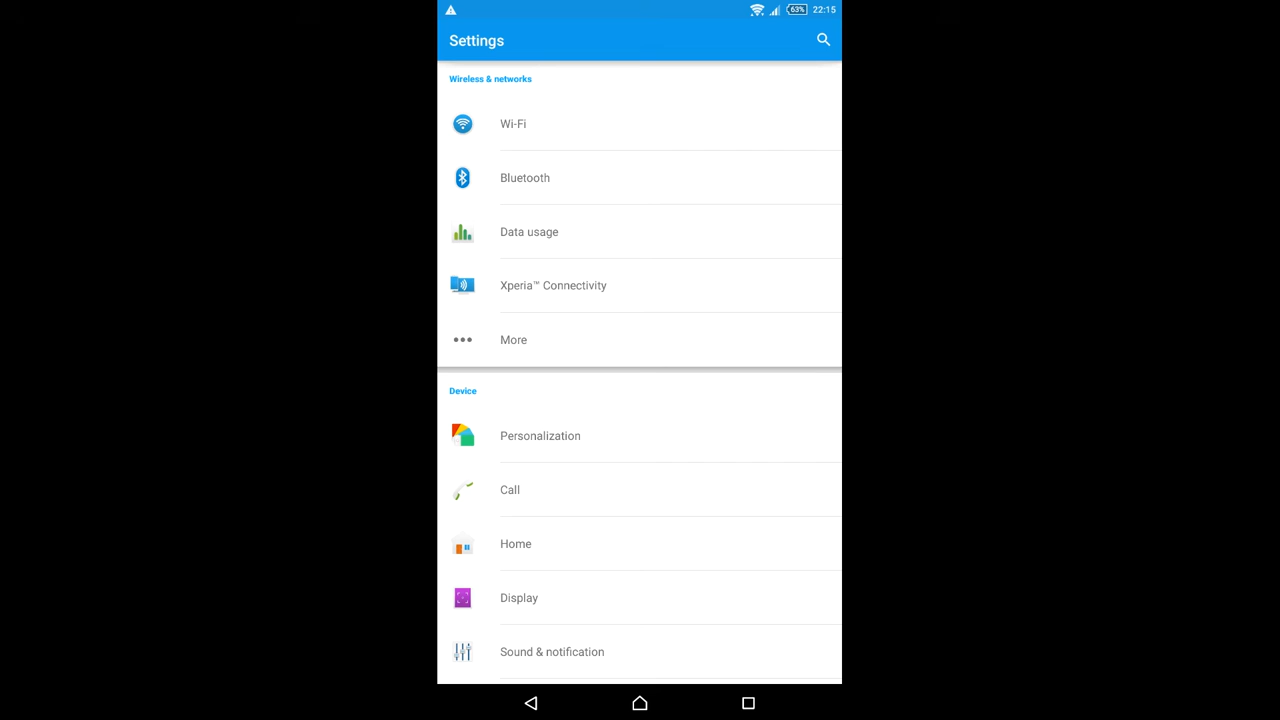 63% 22:15
Settings
Wireless & networks
Wi-Fi
Bluetooth
Data usage
Xperia™ Connectivity
More
Device
Personalization
Call
Home
Display
Sound & notification